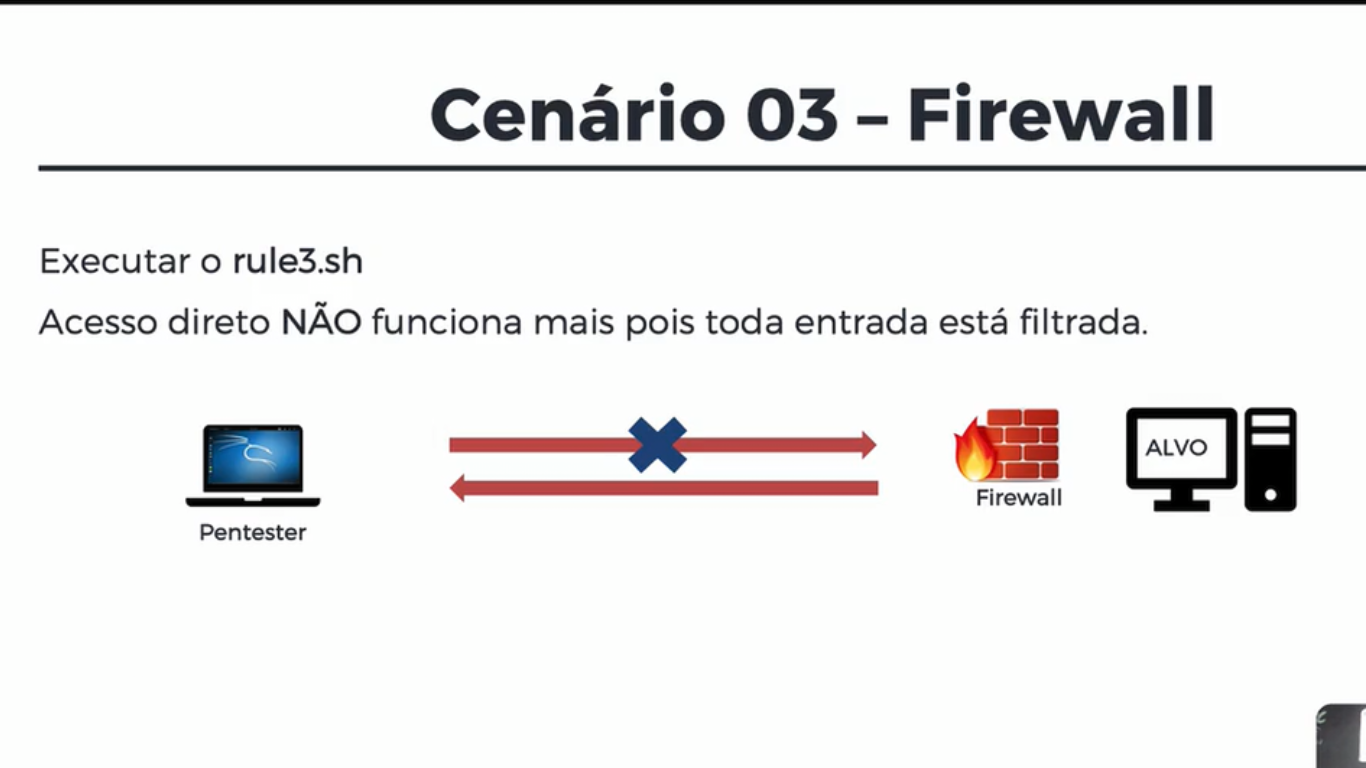 Cenário 03 – Firewall
Executar o rule3.sh
Acesso direto NÃO funciona mais pois toda entrada está filtrada.
ALVO
Firewall
Pentester